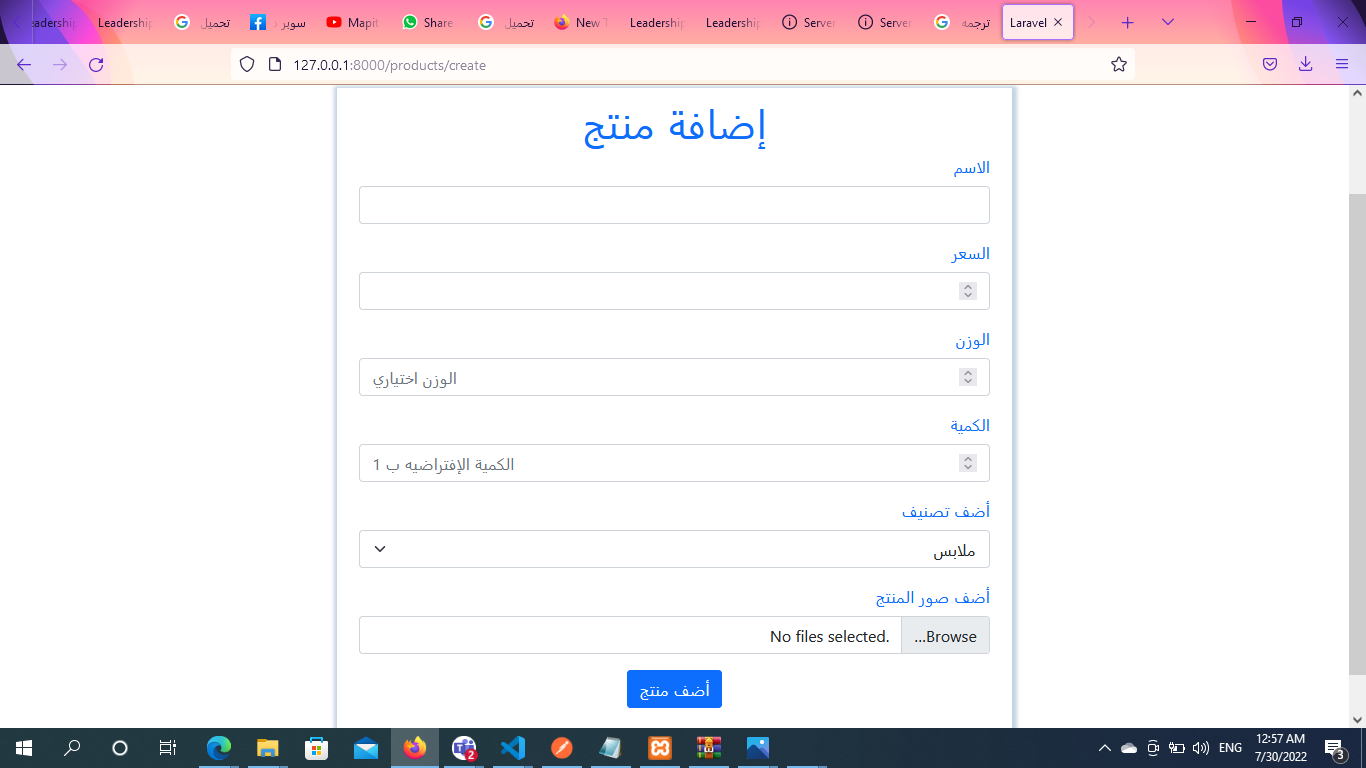 Leadership
تحميل
سوبر
Mapit
Share
تحميل
New T
Leadership
Leadership
Server
Server
ترجمه
Laravel
127.0.0.1:8000/products/create
إضافة منتج
الاسم
السعر
الوزن
الوزن اختياري
الكمية
الكمية الإفتراضيه ب 1
أضف تصنيف
ملابس
أضف صور المنتج
Browse...
No files selected.
أضف منتج
2
ENG
12:57 AM
7/30/2022
3